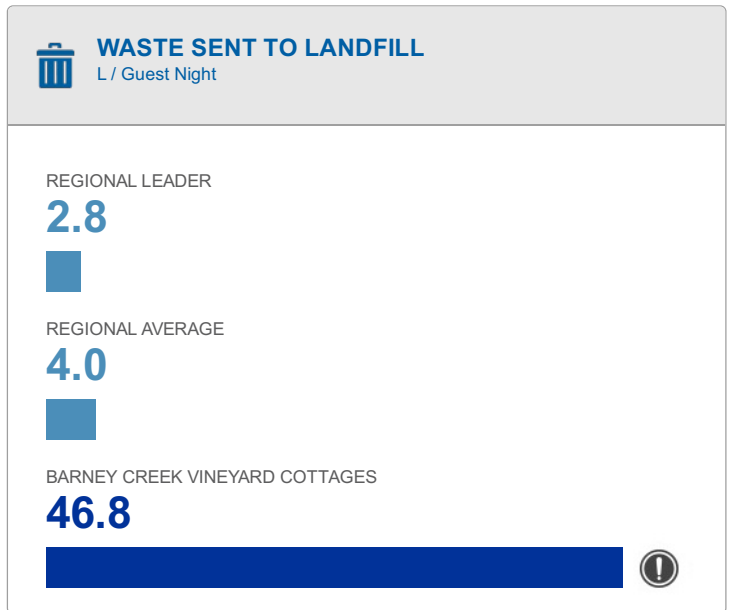 WASTE SENT TO LANDFILL
L / Guest Night
REGIONAL LEADER
2.8
REGIONAL AVERAGE
4.0
BARNEY CREEK VINEYARD COTTAGES
46.8